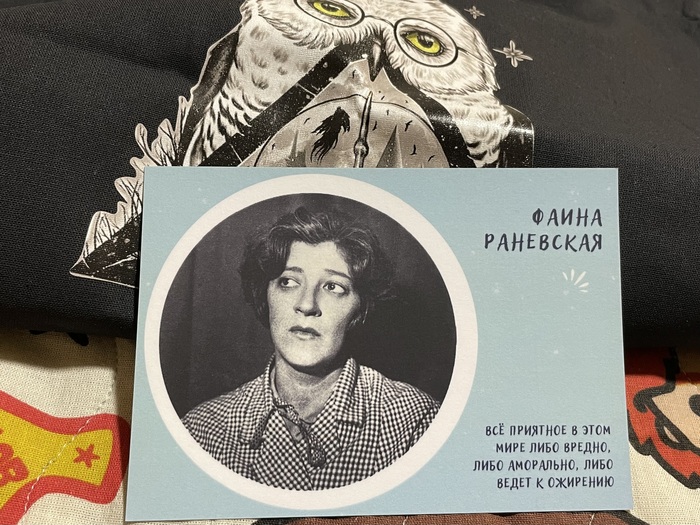 ФАИНА
РАНЕВСКАЯ
ВСЁ ПРИЯТНОЕ В ЭТОМ
МИРЕ ЛИБО ВРЕДНО,
ЛИБО АМОРАЛЬНО, ЛИБО
ВЕДЕТ К ОЖИРЕНИЮ